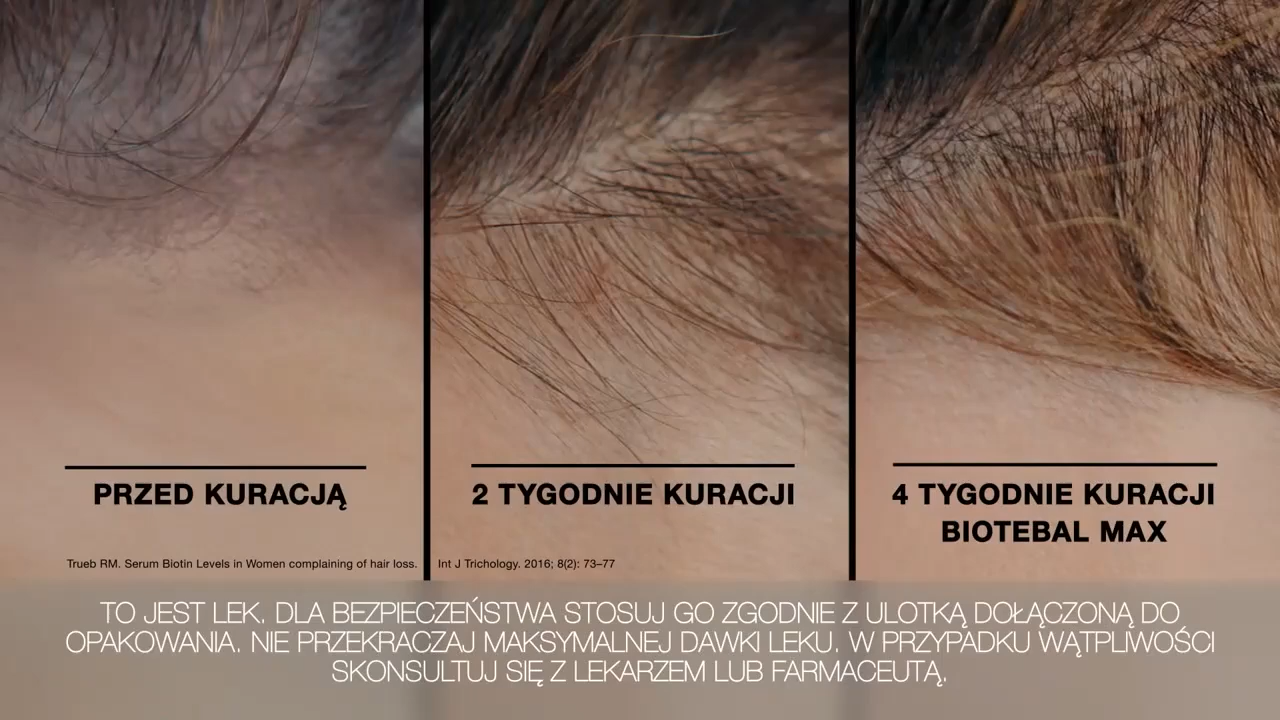 PRZED KURACJĄ
2 TYGODNIE KURACJI
4 TYGODNIE KURACJI
BIOTEBAL MAX
Trueb RM. Serum Biotin Levels in Women complaining of hair loss. Int J Trichology. 2016; 8(2): 73–77
TO JEST LEK. DLA BEZPIECZEŃSTWA STOSUJ GO ZGODNIE Z ULOTKĄ DOŁĄCZONĄ DO
OPAKOWANIA. NIE PRZEKRACZAJ MAKSYMALNEJ DAWKI LEKU. W PRZYPADKU WĄTPLIWOŚCI
SKONSULTUJ SIĘ Z LEKARZEM LUB FARMACEUTĄ.